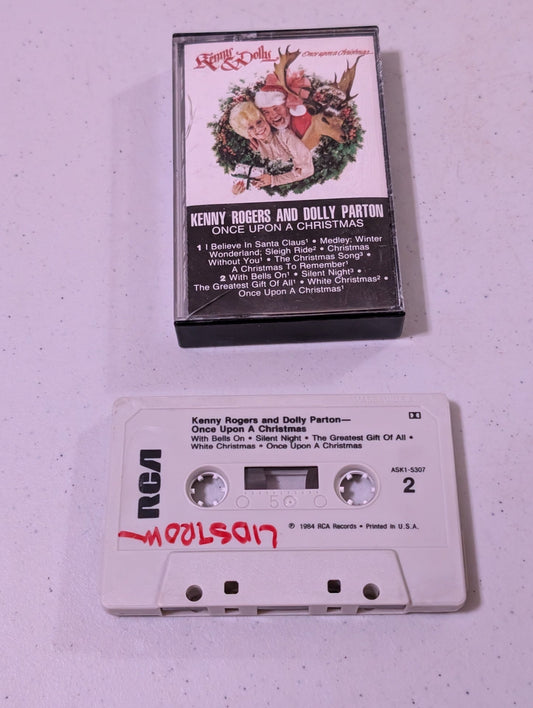 Kenny & Dolly
Once upon a Christmas
KENNY ROGERS AND DOLLY PARTON
ONCE UPON A CHRISTMAS
1 I Believe In Santa Claus¹ • Medley: Winter
Wonderland; Sleigh Ride² • Christmas
Without You¹ • The Christmas Song³ •
A Christmas To Remember¹
2 With Bells On¹ • Silent Night³ •
The Greatest Gift Of All¹ • White Christmas² •
Once Upon A Christmas¹
Kenny Rogers and Dolly Parton—
Once Upon A Christmas
With Bells On • Silent Night • The Greatest Gift Of All •
White Christmas • Once Upon A Christmas
RCA
ASK1-5307
2
5
℗ 1984 RCA Records • Printed in U.S.A.
LIDSTROM